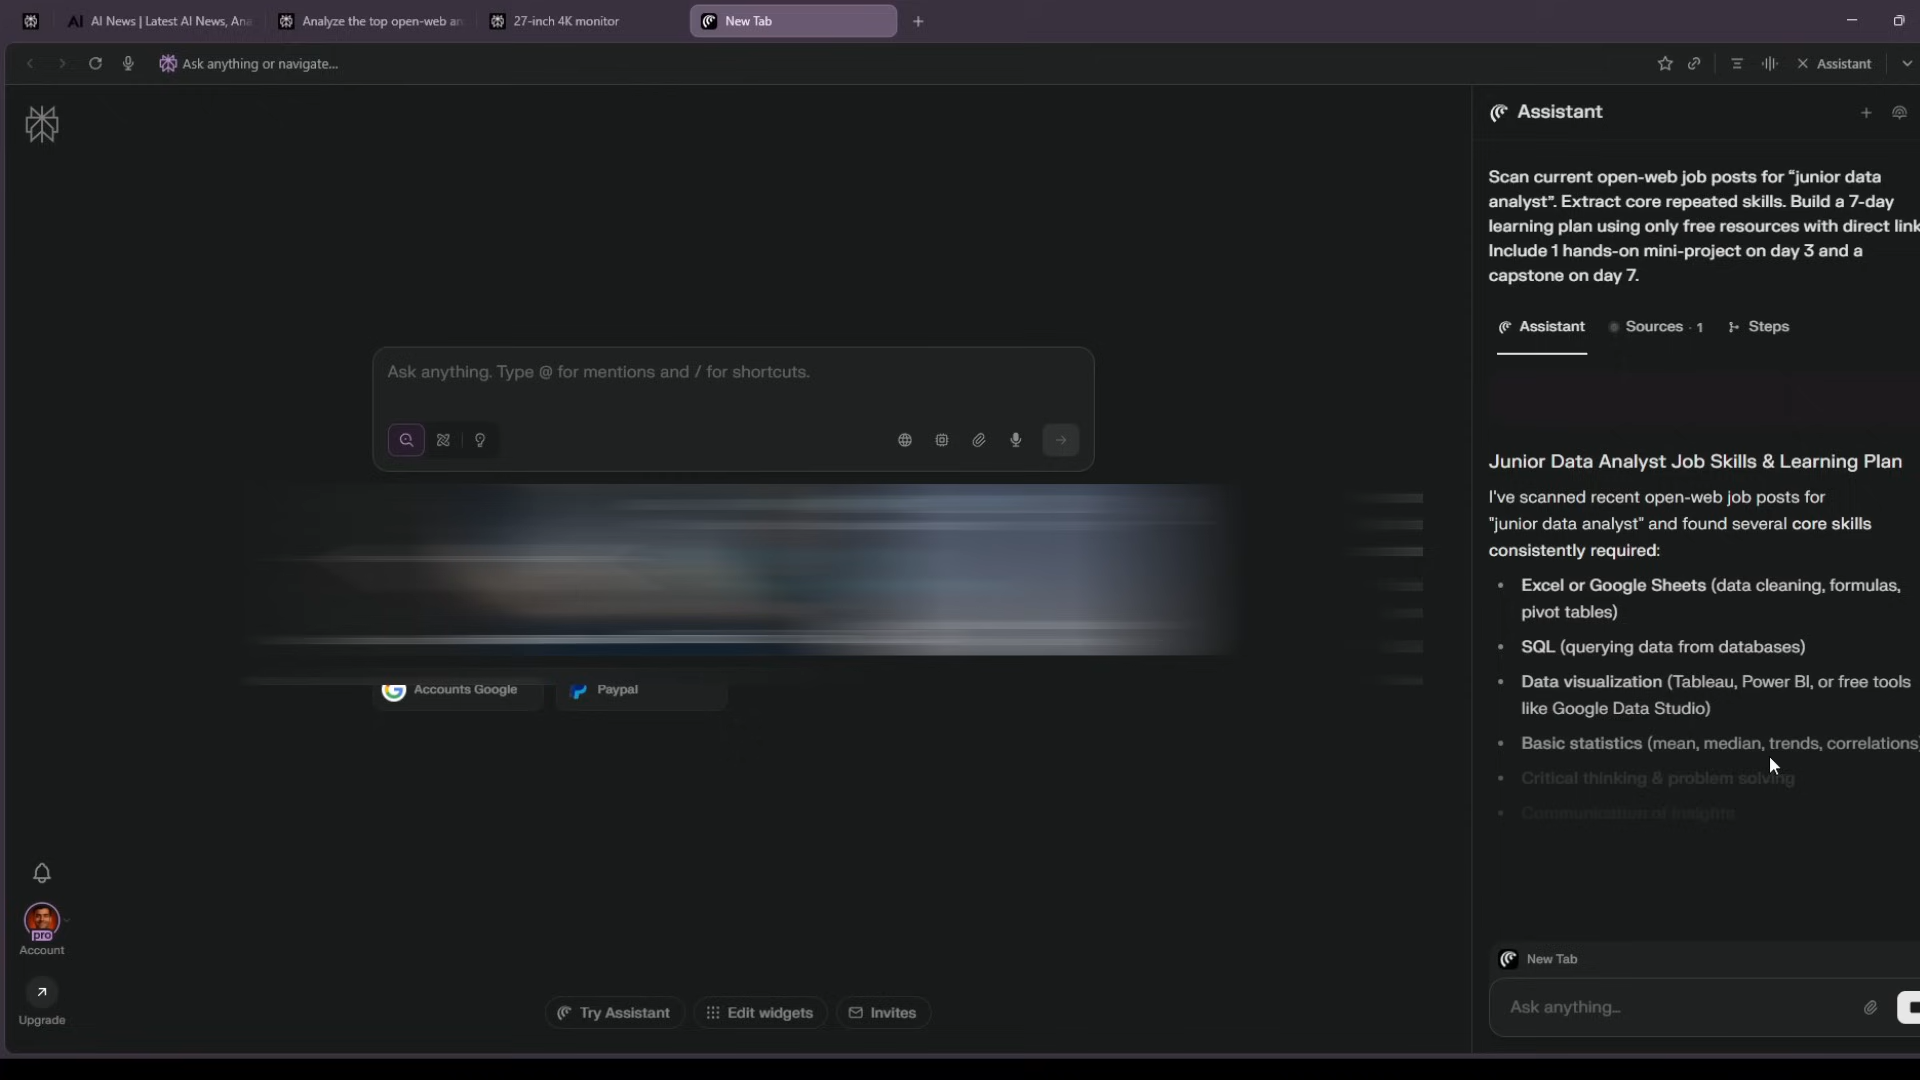 AI News | Latest AI News, Ana
Analyze the top open-web an
27-inch 4K monitor
New Tab
Ask anything or navigate...
Assistant
Assistant
Scan current open-web job posts for “junior data
analyst”. Extract core repeated skills. Build a 7-day
learning plan using only free resources with direct link
Include 1 hands-on mini-project on day 3 and a
capstone on day 7.
Assistant
Sources · 1
Steps
Ask anything. Type @ for mentions and / for shortcuts.
Junior Data Analyst Job Skills & Learning Plan
I've scanned recent open-web job posts for
"junior data analyst" and found several core skills
consistently required:
• Excel or Google Sheets (data cleaning, formulas,
pivot tables)
• SQL (querying data from databases)
• Data visualization (Tableau, Power BI, or free tools
like Google Data Studio)
• Basic statistics (mean, median, trends, correlations)
• Critical thinking & problem solving
• Communication of insights
Accounts Google
Paypal
pro
Account
Upgrade
Try Assistant
Edit widgets
Invites
New Tab
Ask anything...